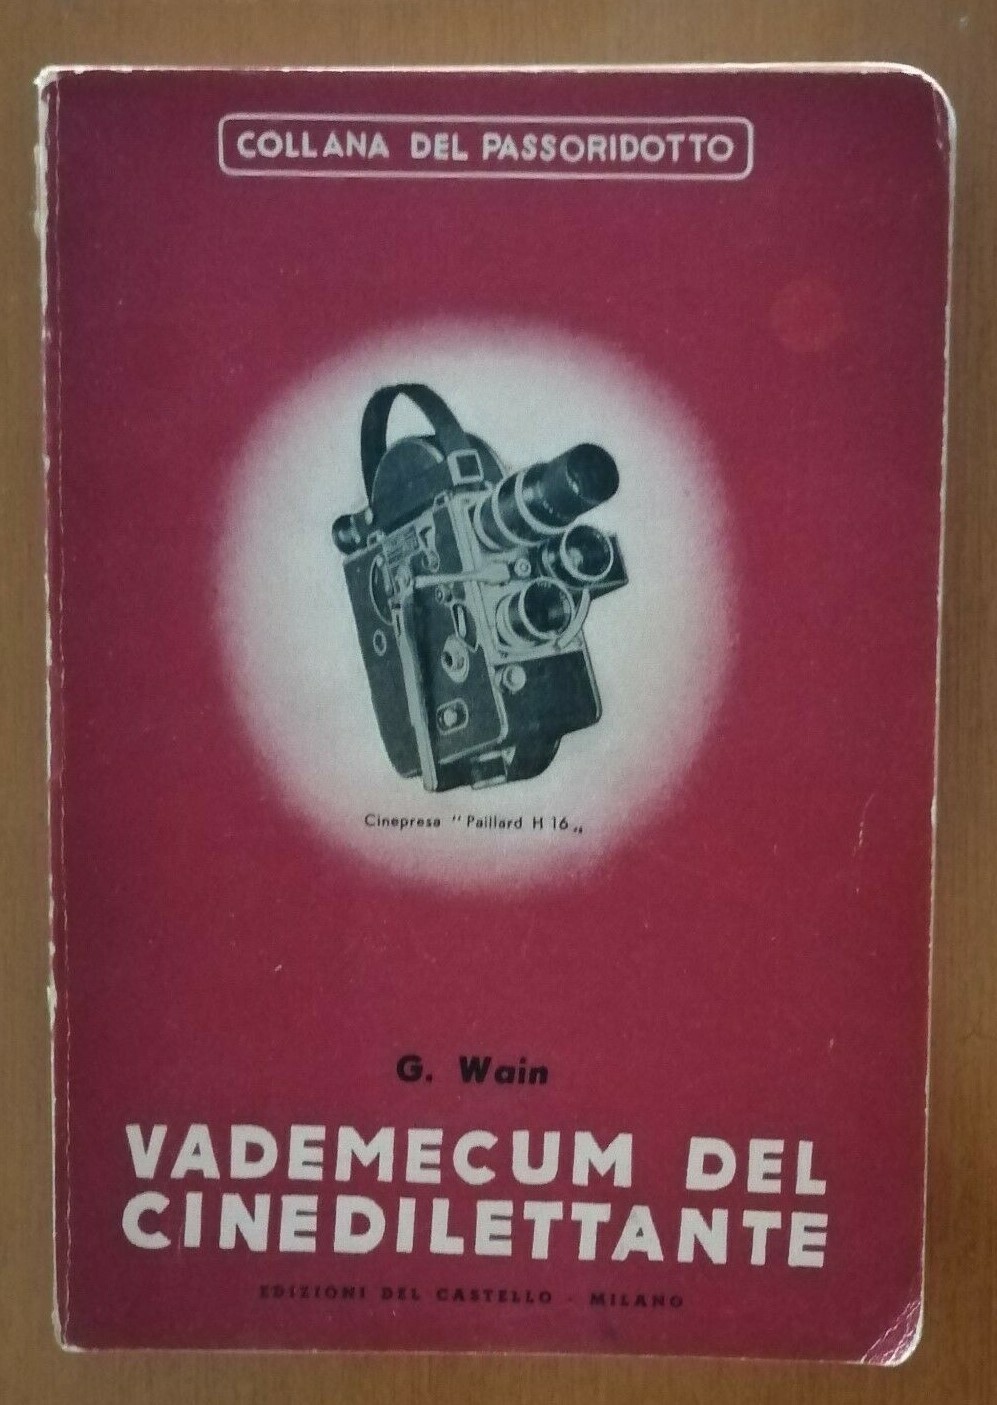 COLLANA DEL PASSORIDOTTO
Cinepresa “Paillard H 16„
G. Wain
VADEMECUM DEL
CINEDILETTANTE
EDIZIONI DEL CASTELLO - MILANO